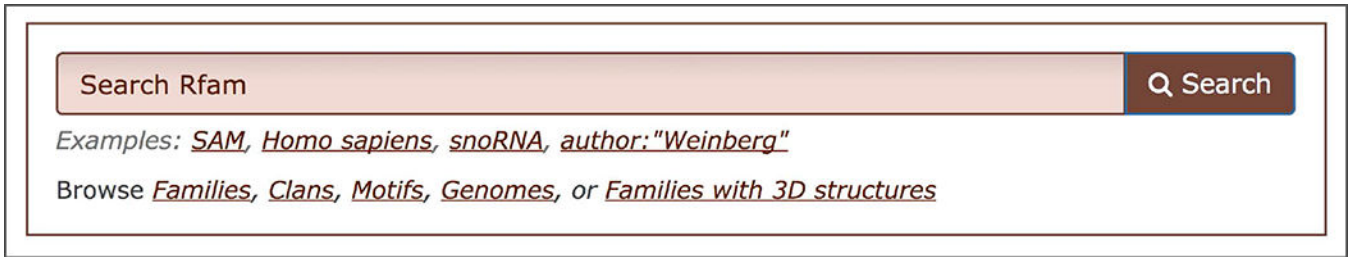 Search Rfam
Search
Examples: SAM, Homo sapiens, snoRNA, author:"Weinberg"
Browse Families, Clans, Motifs, Genomes, or Families with 3D structures